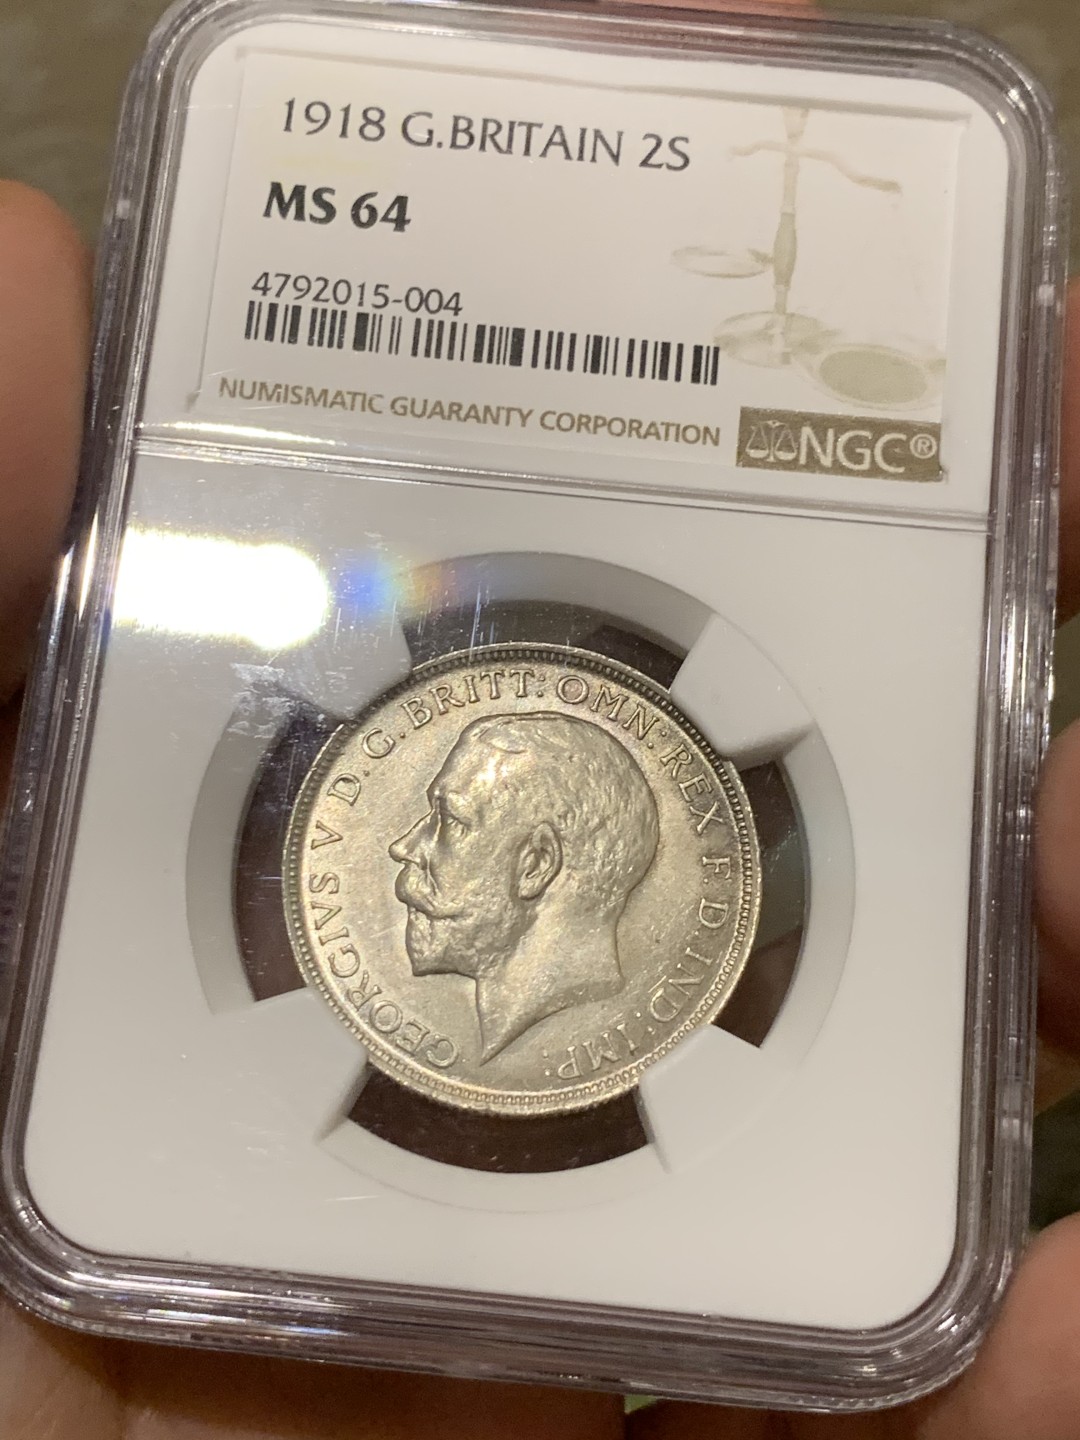 1918 G.BRITAIN 2S
MS 64
4792015-004
NUMISMATIC GUARANTY CORPORATION
NGC®
GEORGIVS V D.G.BRITT:OMN:REX F.D.IND:IMP: